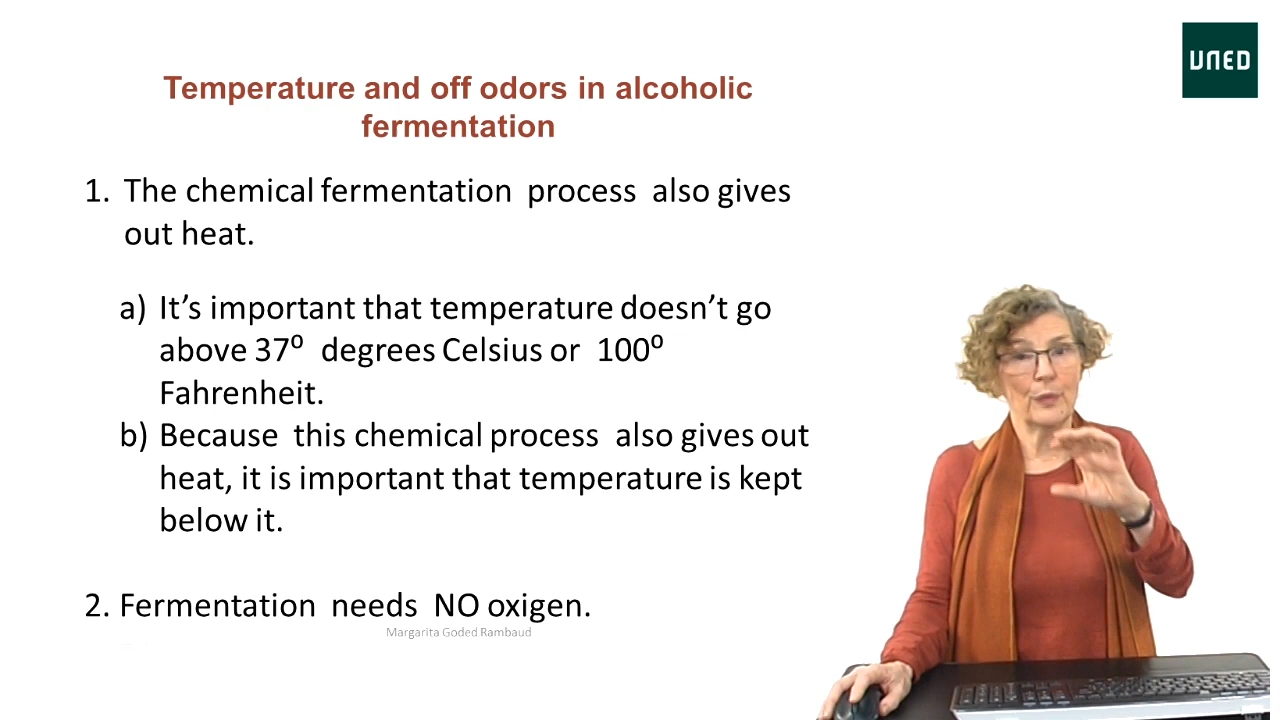 UNED
Temperature and off odors in alcoholic
fermentation
1. The chemical fermentation process also gives
out heat.
a) It’s important that temperature doesn’t go
above 37º degrees Celsius or 100º
Fahrenheit.
b) Because this chemical process also gives out
heat, it is important that temperature is kept
below it.
2. Fermentation needs NO oxigen.
Margarita Goded Rambaud